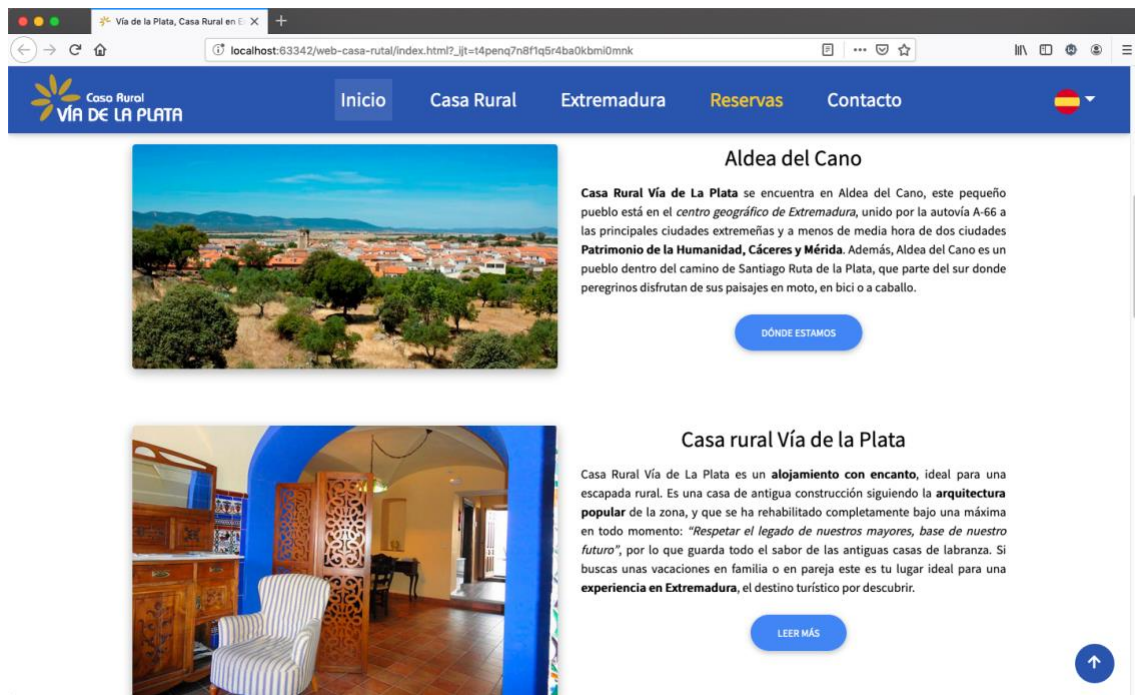 Vía de la Plata, Casa Rural en E
localhost:63342/web-casa-rutal/index.html?_ijt=t4penq7n8f1q5r4ba0kbmi0mnk
Casa Rural
VÍA DE LA PLATA
Inicio
Casa Rural
Extremadura
Reservas
Contacto
Aldea del Cano
Casa Rural Vía de La Plata se encuentra en Aldea del Cano, este pequeño
pueblo está en el centro geográfico de Extremadura, unido por la autovía A-66 a
las principales ciudades extremeñas y a menos de media hora de dos ciudades
Patrimonio de la Humanidad, Cáceres y Mérida. Además, Aldea del Cano es un
pueblo dentro del camino de Santiago Ruta de la Plata, que parte del sur donde
peregrinos disfrutan de sus paisajes en moto, en bici o a caballo.
DÓNDE ESTAMOS
Casa rural Vía de la Plata
Casa Rural Vía de La Plata es un alojamiento con encanto, ideal para una
escapada rural. Es una casa de antigua construcción siguiendo la arquitectura
popular de la zona, y que se ha rehabilitado completamente bajo una máxima
en todo momento: “Respetar el legado de nuestros mayores, base de nuestro
futuro”, por lo que guarda todo el sabor de las antiguas casas de labranza. Si
buscas unas vacaciones en familia o en pareja este es tu lugar ideal para una
experiencia en Extremadura, el destino turístico por descubrir.
LEER MÁS